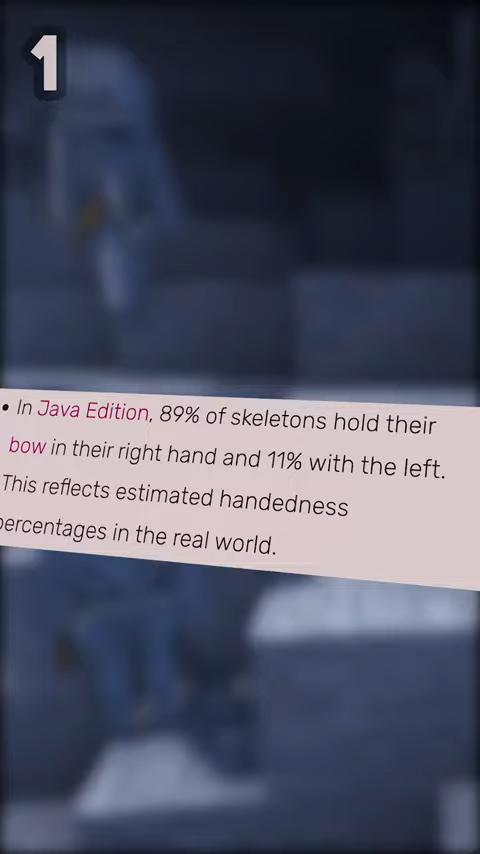 1
• In Java Edition, 89% of skeletons hold their
bow in their right hand and 11% with the left.
This reflects estimated handedness
percentages in the real world.